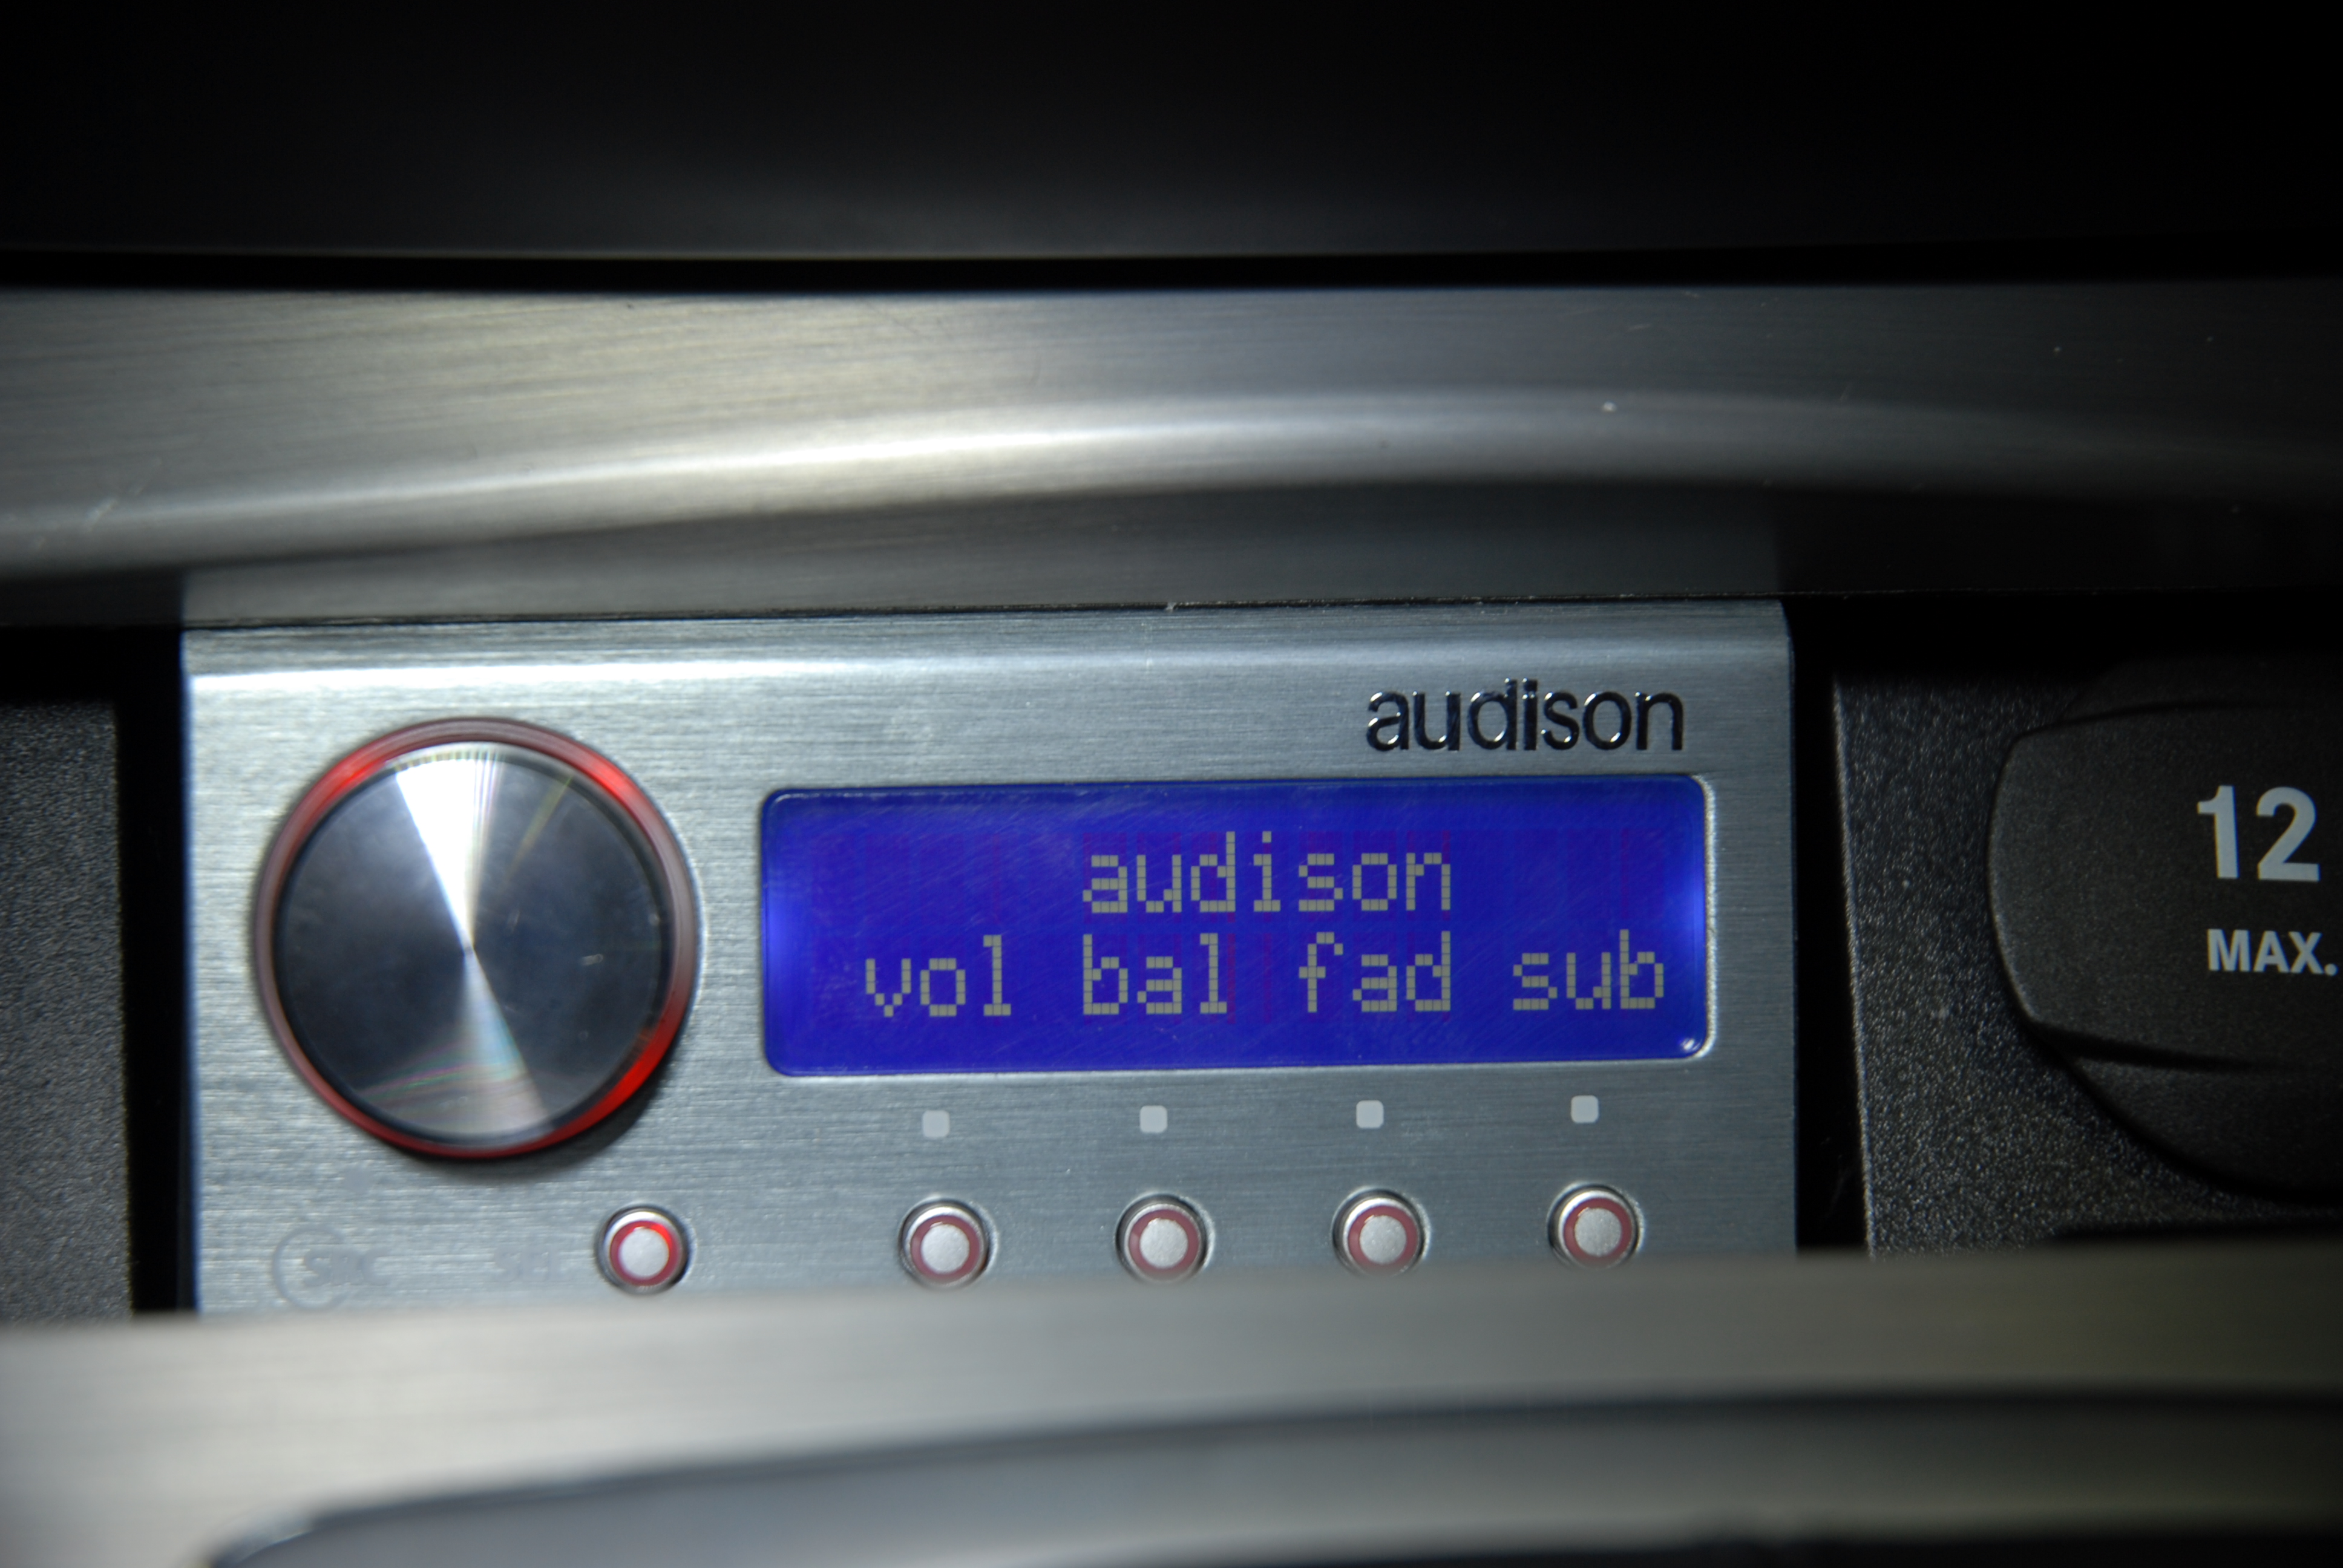 audison
audison
vol bal fad sub
12
MAX.